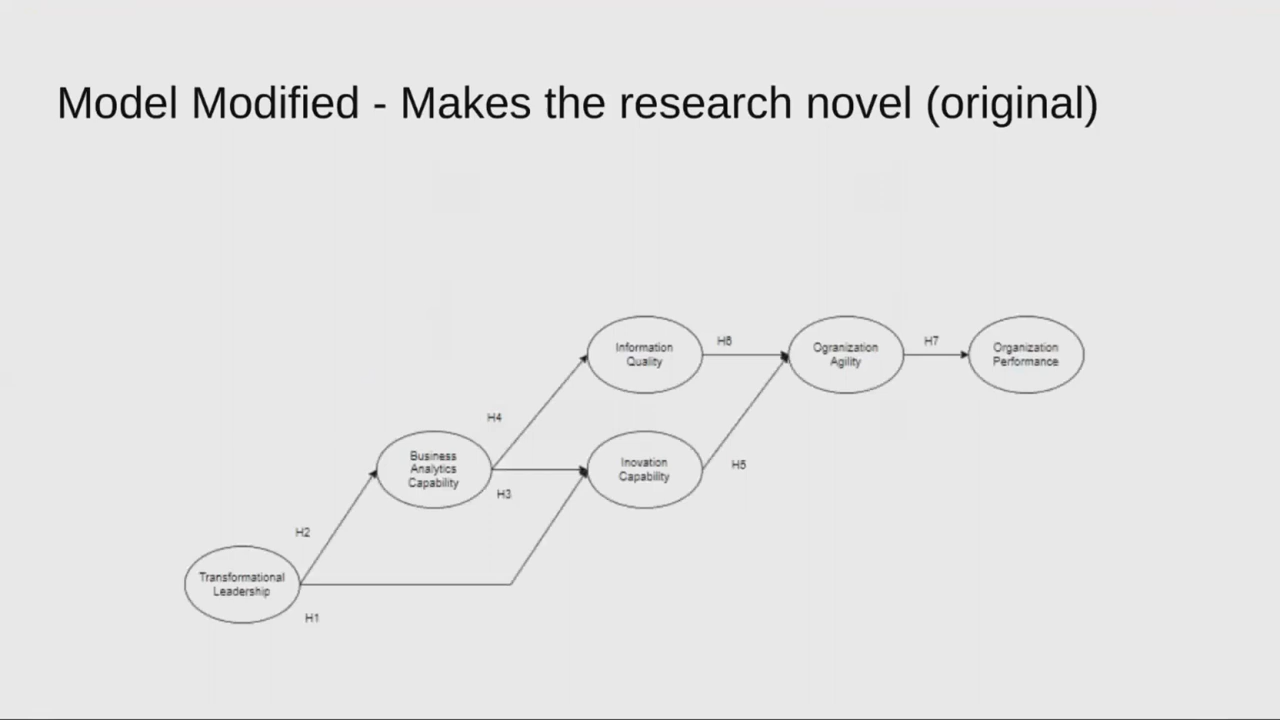 Model Modified - Makes the research novel (original)
Information
Quality
H6
Ogranization
Agility
H7
Organization
Performance
H4
Business
Analytics
Capability
H3
Inovation
Capability
H5
H2
Transformational
Leadership
H1